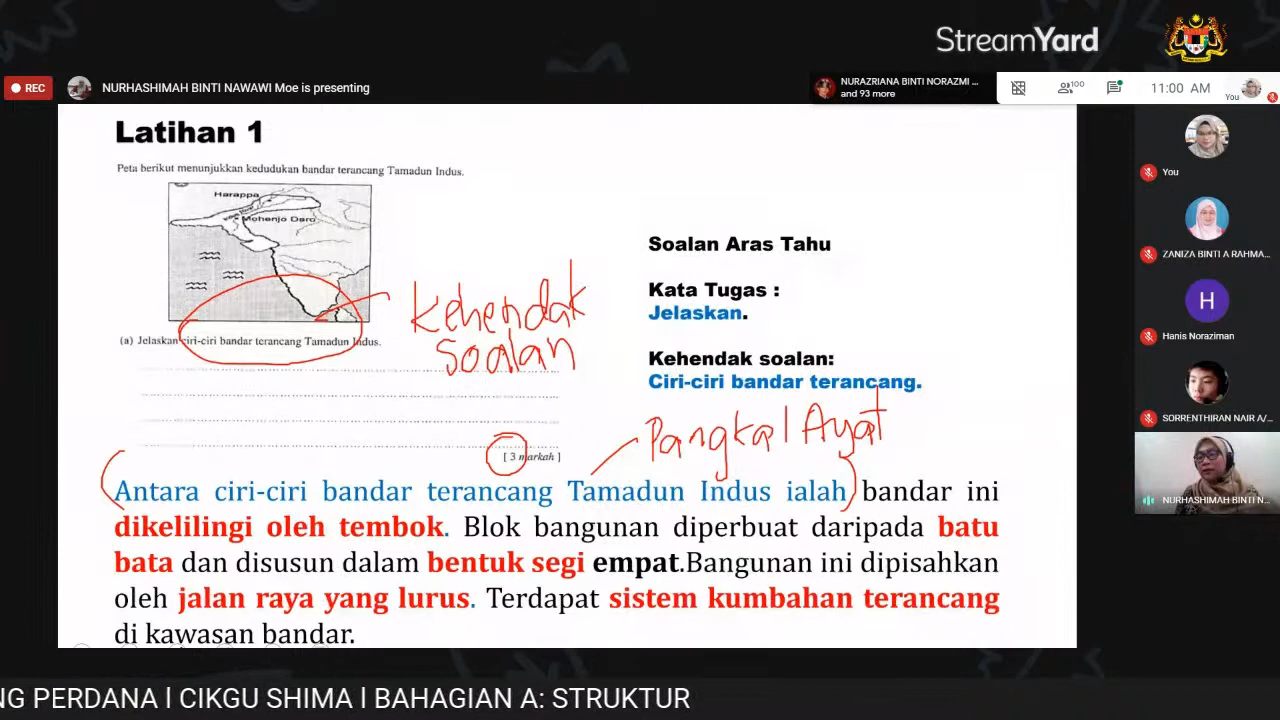 StreamYard
REC
NURHASHIMAH BINTI NAWAWI Moe is presenting
NURAZRIANA BINTI NORAZMI ...
and 93 more
100
11:00 AM
You
Latihan 1
Peta berikut menunjukkan kedudukan bandar terancang Tamadun Indus.
Harappa
Mohenjo Daro
(a) Jelaskan ciri-ciri bandar terancang Tamadun Indus.
Kehendak
soalan
[ 3 markah ]
Soalan Aras Tahu
Kata Tugas :
Jelaskan.
Kehendak soalan:
Ciri-ciri bandar terancang.
Pangkal Ayat
(Antara ciri-ciri bandar terancang Tamadun Indus ialah) bandar ini
dikelilingi oleh tembok. Blok bangunan diperbuat daripada batu
bata dan disusun dalam bentuk segi empat.Bangunan ini dipisahkan
oleh jalan raya yang lurus. Terdapat sistem kumbahan terancang
di kawasan bandar.
You
ZANIZA BINTI A RAHMA...
H
Hanis Noraziman
SORRENTHIRAN NAIR A/...
NURHASHIMAH BINTI N...
NG PERDANA l CIKGU SHIMA l BAHAGIAN A: STRUKTUR